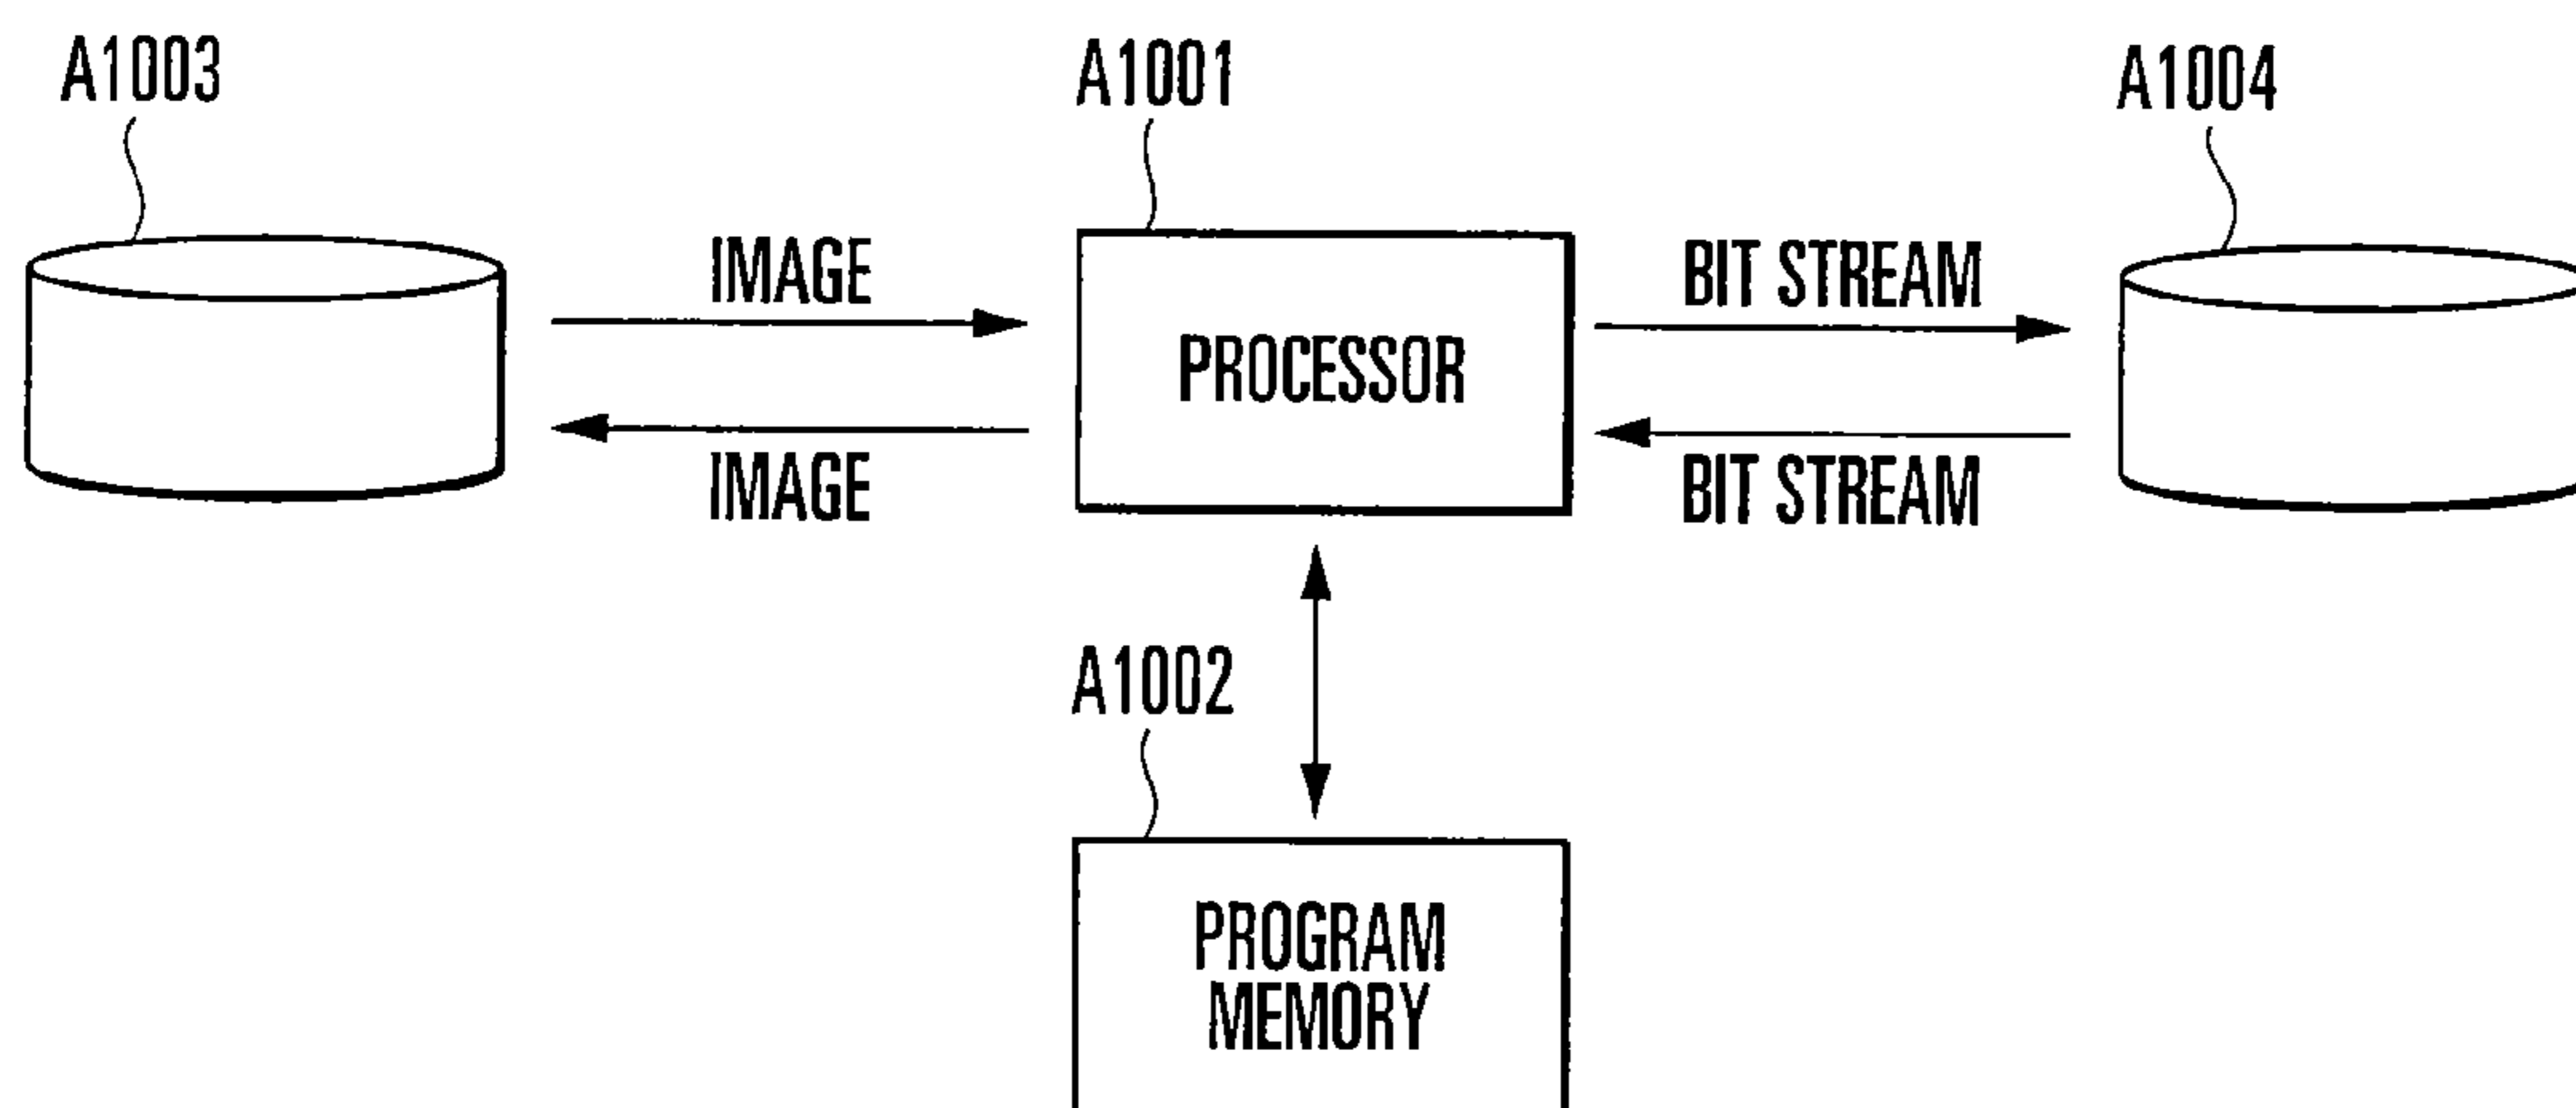 A1003
A1001
A1004
IMAGE
BIT STREAM
PROCESSOR
IMAGE
BIT STREAM
A1002
PROGRAM
MEMORY